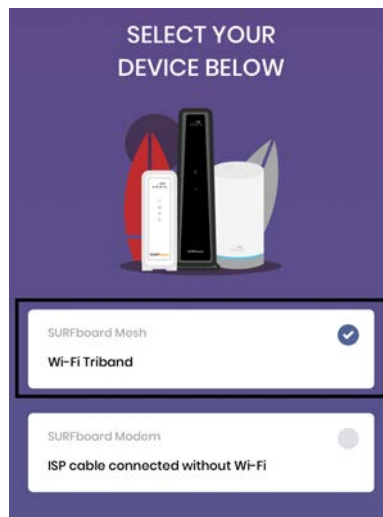 SELECT YOUR
DEVICE BELOW
SURFboard Mesh
Wi-Fi Triband
SURFboard Modem
ISP cable connected without Wi-Fi